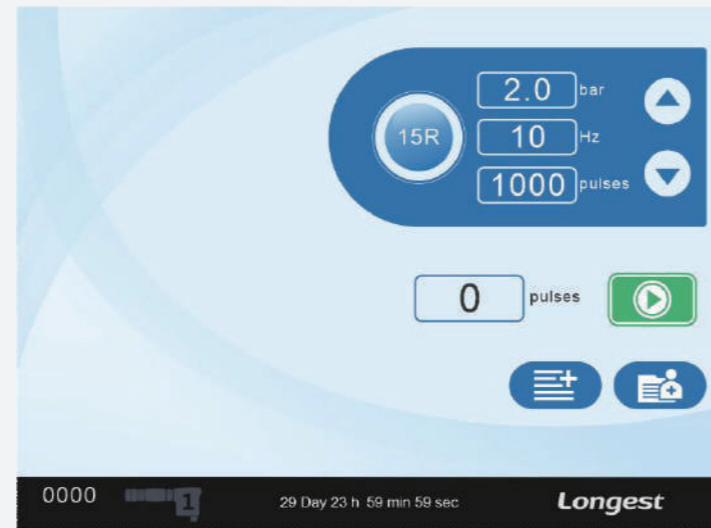 2.0 bar
15R
10 Hz
1000 pulses
0 pulses
0000
1
29 Day 23 h 59 min 59 sec
Longest